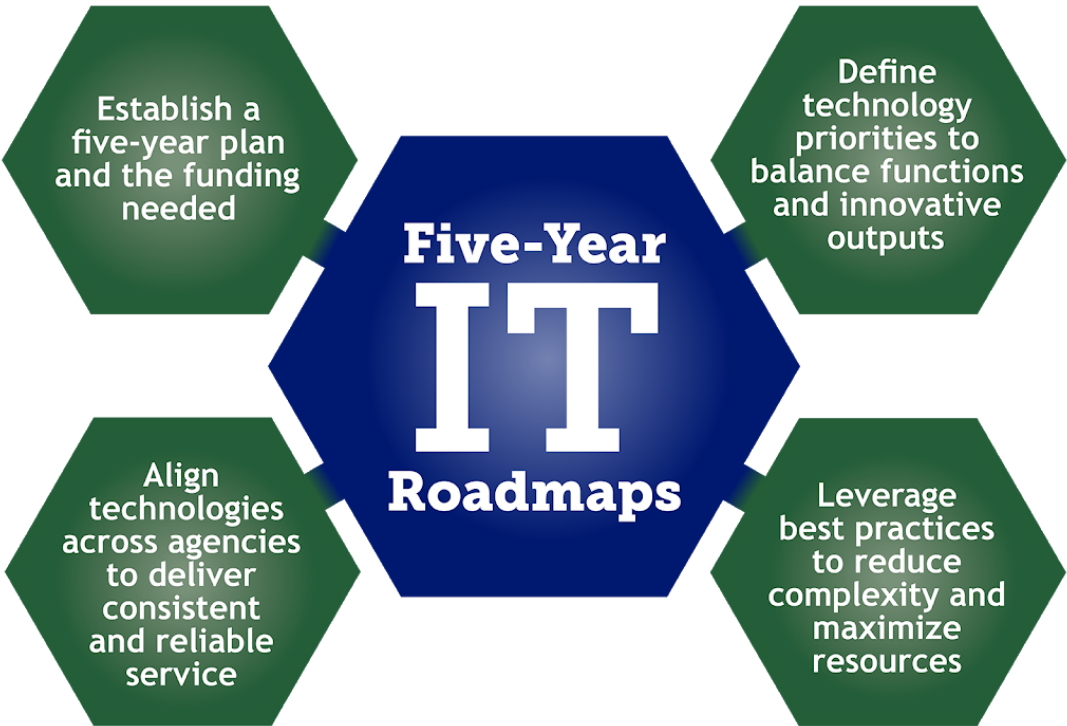 Establish a
five-year plan
and the funding
needed
Define
technology
priorities to
balance functions
and innovative
outputs
Five-Year
IT
Roadmaps
Align
technologies
across agencies
to deliver
consistent
and reliable
service
Leverage
best practices
to reduce
complexity and
maximize
resources